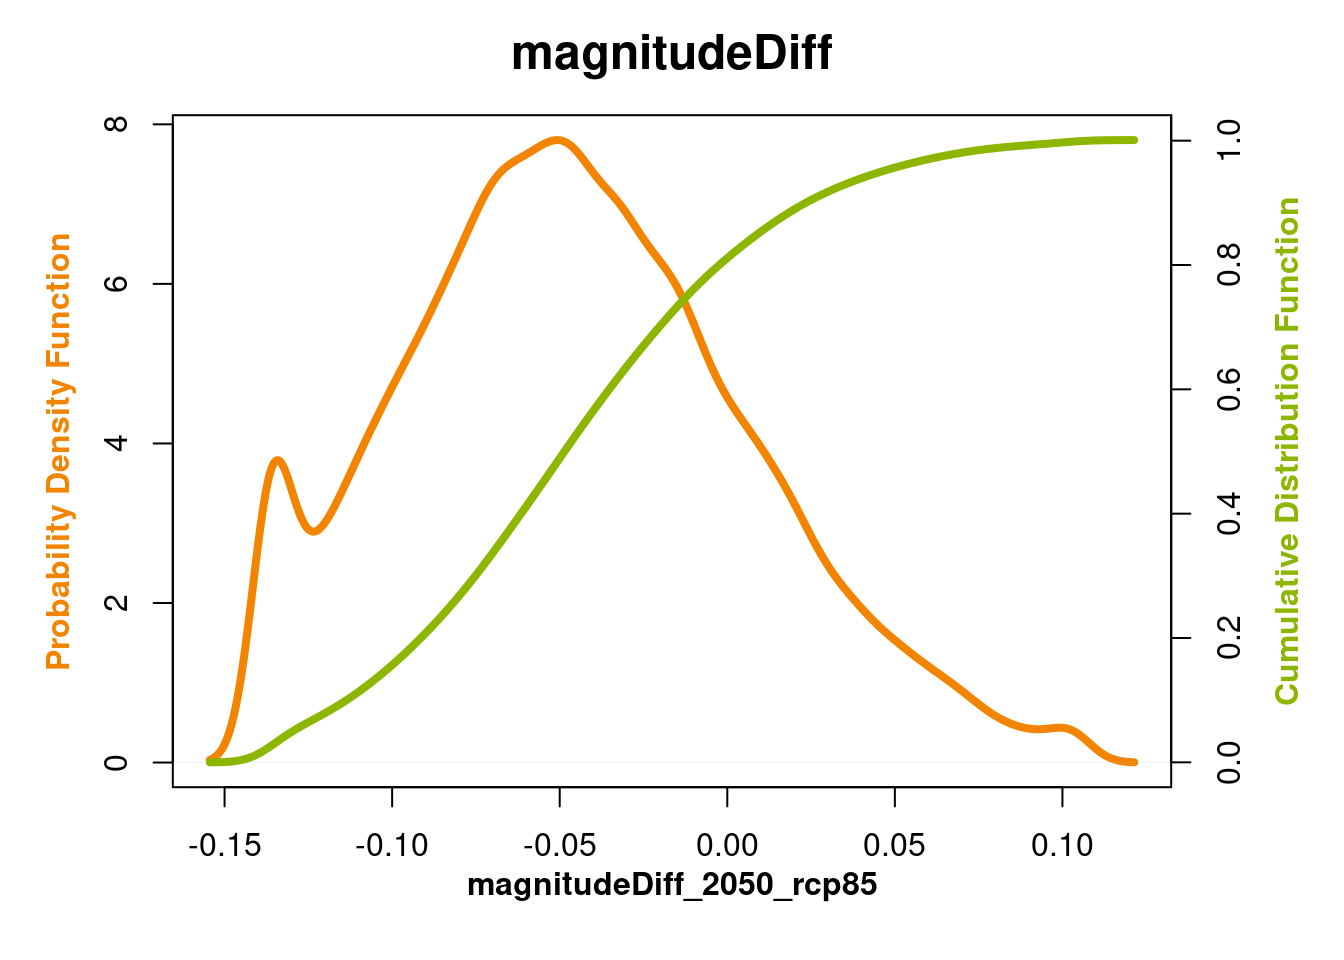 magnitudeDiff
Probability Density Function
8
6
4
2
0
1.0
0.8
0.6
0.4
0.2
0.0
Cumulative Distribution Function
-0.15 -0.10 -0.05 0.00 0.05 0.10
magnitudeDiff_2050_rcp85